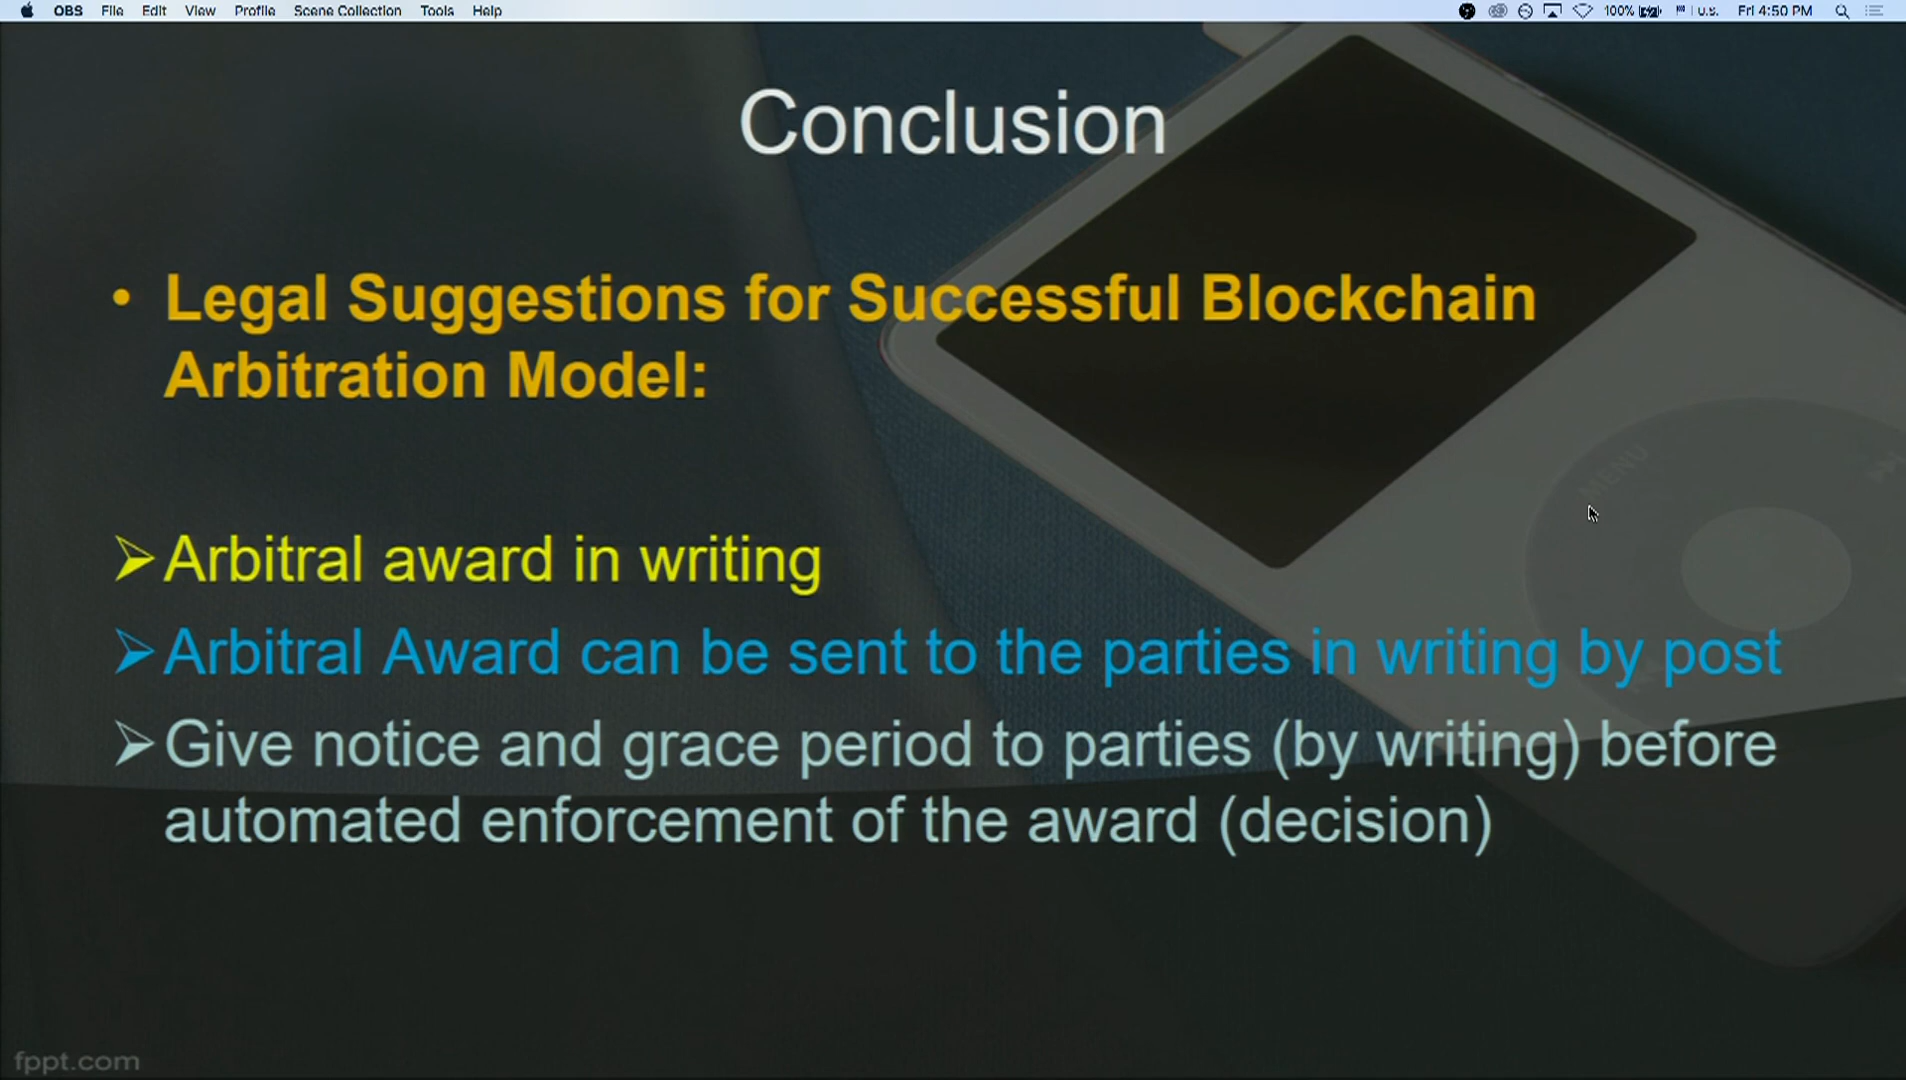 OBS File Edit View Profile Scene Collection Tools Help 100% U.S. Fri 4:50 PM
Conclusion
• Legal Suggestions for Successful Blockchain
Arbitration Model:
➢Arbitral award in writing
➢Arbitral Award can be sent to the parties in writing by post
➢Give notice and grace period to parties (by writing) before
automated enforcement of the award (decision)
MENU
fppt.com